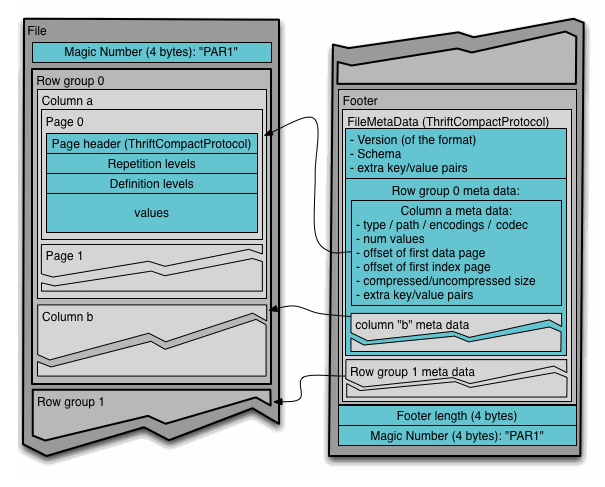 File
Magic Number (4 bytes): "PAR1"
Row group 0
Column a
Page 0
Page header (ThriftCompactProtocol)
Repetition levels
Definition levels
values
Page 1
Column b
Row group 1
Footer
FileMetaData (ThriftCompactProtocol)
- Version (of the format)
- Schema
- extra key/value pairs
Row group 0 meta data:
Column a meta data:
- type / path / encodings / codec
- num values
- offset of first data page
- offset of first index page
- compressed/uncompressed size
- extra key/value pairs
column "b" meta data
Row group 1 meta data
Footer length (4 bytes)
Magic Number (4 bytes): "PAR1"